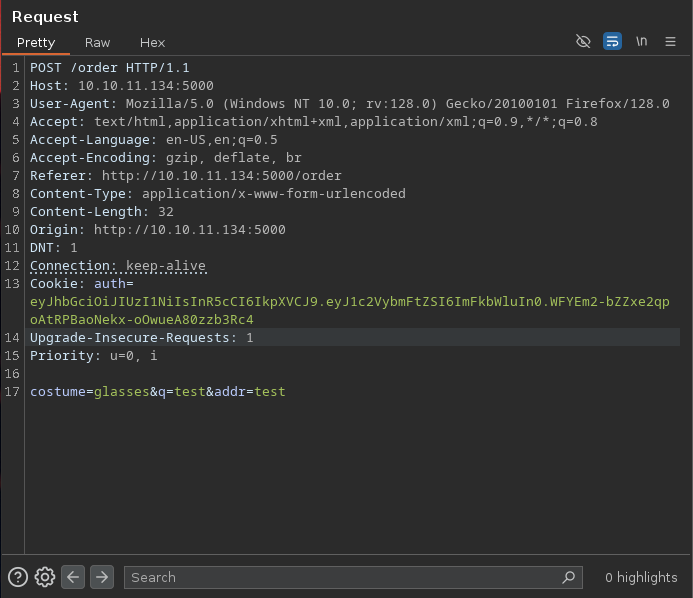 Request
Pretty Raw Hex \n
1 POST /order HTTP/1.1
2 Host: 10.10.11.134:5000
3 User-Agent: Mozilla/5.0 (Windows NT 10.0; rv:128.0) Gecko/20100101 Firefox/128.0
4 Accept: text/html,application/xhtml+xml,application/xml;q=0.9,*/*;q=0.8
5 Accept-Language: en-US,en;q=0.5
6 Accept-Encoding: gzip, deflate, br
7 Referer: http://10.10.11.134:5000/order
8 Content-Type: application/x-www-form-urlencoded
9 Content-Length: 32
10 Origin: http://10.10.11.134:5000
11 DNT: 1
12 Connection: keep-alive
13 Cookie: auth=
eyJhbGciOiJIUzI1NiIsInR5cCI6IkpXVCJ9.eyJ1c2VybmFtZSI6ImFkbWluIn0.WFYEm2-bZZxe2qp
oAtRPBaoNekx-oOwueA80zzb3Rc4
14 Upgrade-Insecure-Requests: 1
15 Priority: u=0, i
16
17 costume=glasses&q=test&addr=test
Search 0 highlights